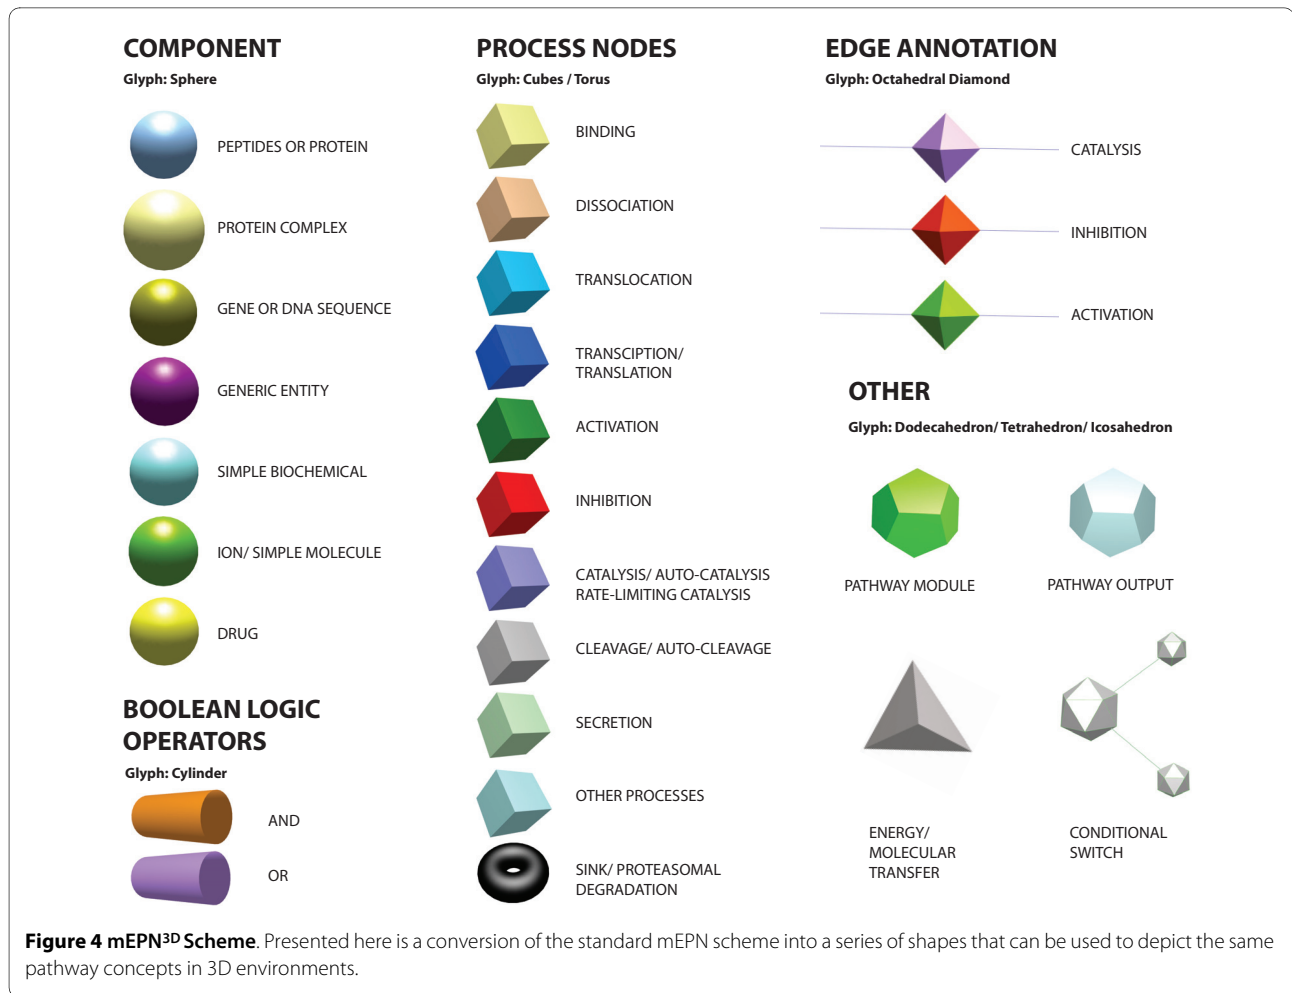 COMPONENT
Glyph: Sphere
PEPTIDES OR PROTEIN
PROTEIN COMPLEX
GENE OR DNA SEQUENCE
GENERIC ENTITY
SIMPLE BIOCHEMICAL
ION/ SIMPLE MOLECULE
DRUG
BOOLEAN LOGIC
OPERATORS
Glyph: Cylinder
AND
OR
PROCESS NODES
Glyph: Cubes / Torus
BINDING
DISSOCIATION
TRANSLOCATION
TRANSCIPTION/
TRANSLATION
ACTIVATION
INHIBITION
CATALYSIS/ AUTO-CATALYSIS
RATE-LIMITING CATALYSIS
CLEAVAGE/ AUTO-CLEAVAGE
SECRETION
OTHER PROCESSES
SINK/ PROTEASOMAL
DEGRADATION
EDGE ANNOTATION
Glyph: Octahedral Diamond
CATALYSIS
INHIBITION
ACTIVATION
OTHER
Glyph: Dodecahedron/ Tetrahedron/ Icosahedron
PATHWAY MODULE
PATHWAY OUTPUT
ENERGY/
MOLECULAR
TRANSFER
CONDITIONAL
SWITCH
Figure 4 mEPN3D Scheme. Presented here is a conversion of the standard mEPN scheme into a series of shapes that can be used to depict the same
pathway concepts in 3D environments.